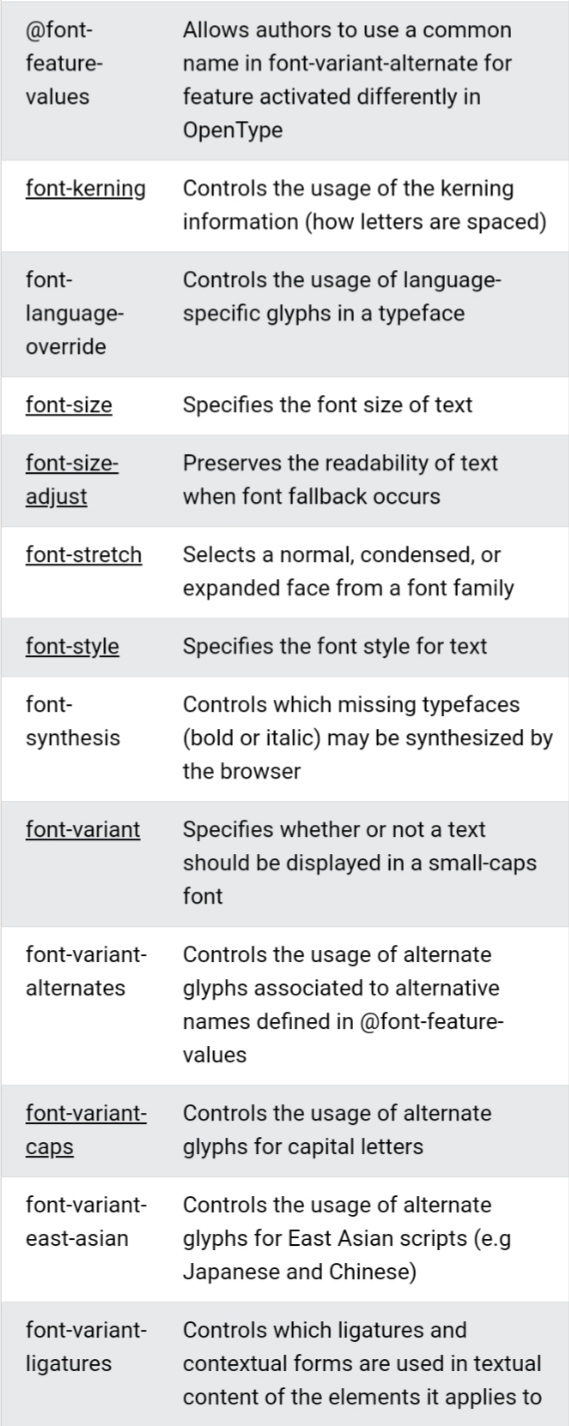 @font-
feature-
values
Allows authors to use a common
name in font-variant-alternate for
feature activated differently in
OpenType
font-kerning
Controls the usage of the kerning
information (how letters are spaced)
font-
language-
override
Controls the usage of language-
specific glyphs in a typeface
font-size
Specifies the font size of text
font-size-
adjust
Preserves the readability of text
when font fallback occurs
font-stretch
Selects a normal, condensed, or
expanded face from a font family
font-style
Specifies the font style for text
font-
synthesis
Controls which missing typefaces
(bold or italic) may be synthesized by
the browser
font-variant
Specifies whether or not a text
should be displayed in a small-caps
font
font-variant-
alternates
Controls the usage of alternate
glyphs associated to alternative
names defined in @font-feature-
values
font-variant-
caps
Controls the usage of alternate
glyphs for capital letters
font-variant-
east-asian
Controls the usage of alternate
glyphs for East Asian scripts (e.g
Japanese and Chinese)
font-variant-
ligatures
Controls which ligatures and
contextual forms are used in textual
content of the elements it applies to